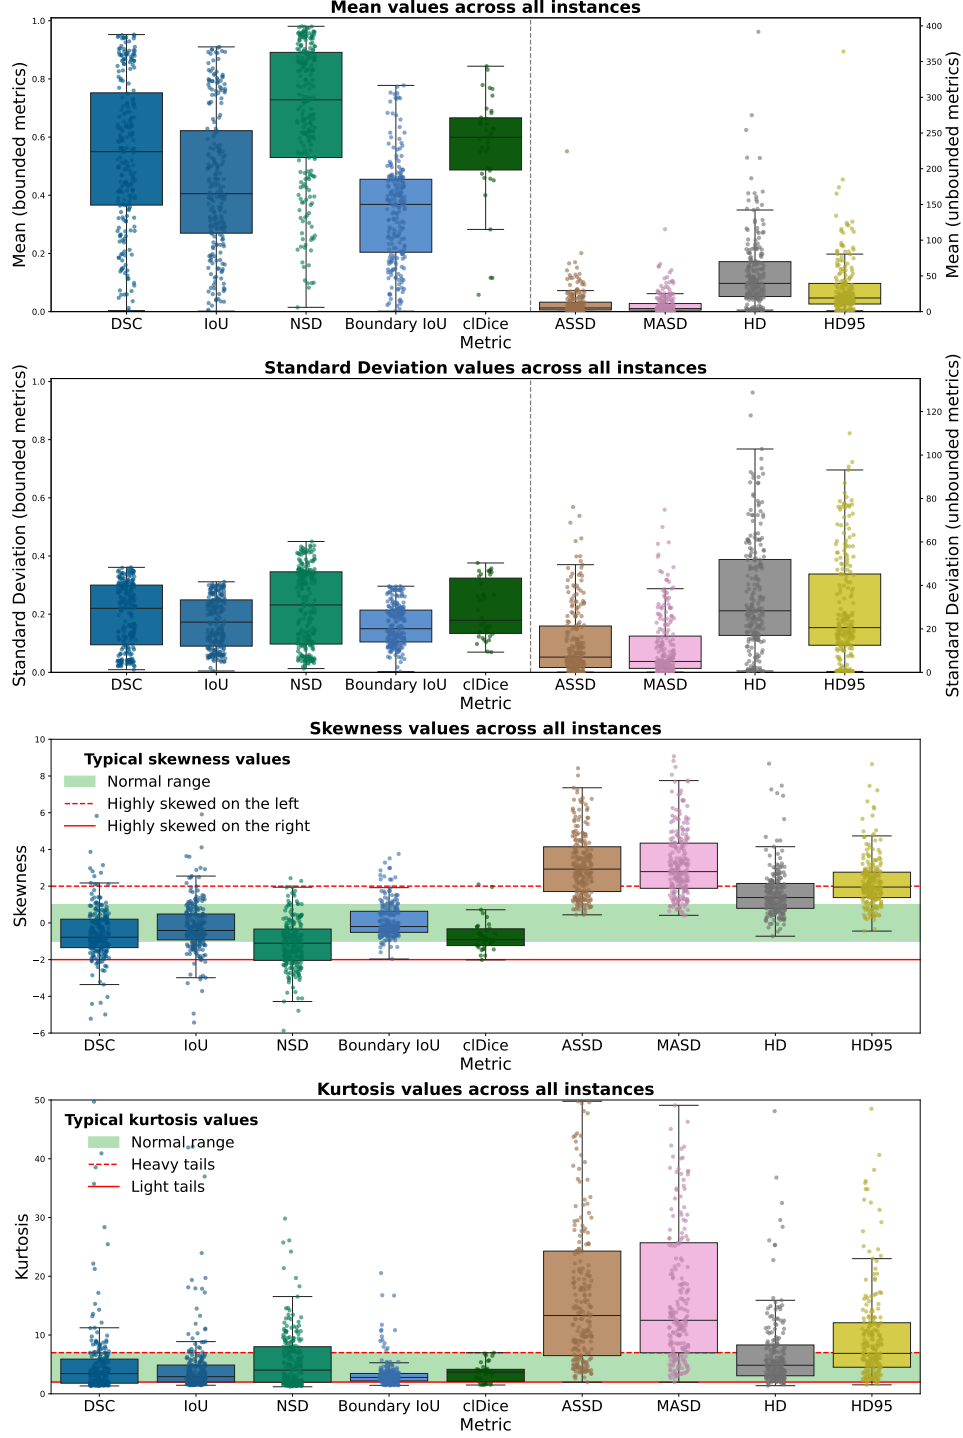 Mean values across all instances
1.0
0.8
0.6
0.4
0.2
0.0
Mean (bounded metrics)
400
350
300
250
200
150
100
50
0
Mean (unbounded metrics)
DSC IoU NSD Boundary IoU clDice ASSD MASD HD HD95
Metric
Standard Deviation values across all instances
1.0
0.8
0.6
0.4
0.2
0.0
Standard Deviation (bounded metrics)
120
100
80
60
40
20
0
Standard Deviation (unbounded metrics)
DSC IoU NSD Boundary IoU clDice ASSD MASD HD HD95
Metric
Skewness values across all instances
Typical skewness values
Normal range
Highly skewed on the left
Highly skewed on the right
10
8
6
4
2
0
−2
−4
−6
Skewness
DSC IoU NSD Boundary IoU clDice ASSD MASD HD HD95
Metric
Kurtosis values across all instances
Typical kurtosis values
Normal range
Heavy tails
Light tails
50
40
30
20
10
0
Kurtosis
DSC IoU NSD Boundary IoU clDice ASSD MASD HD HD95
Metric